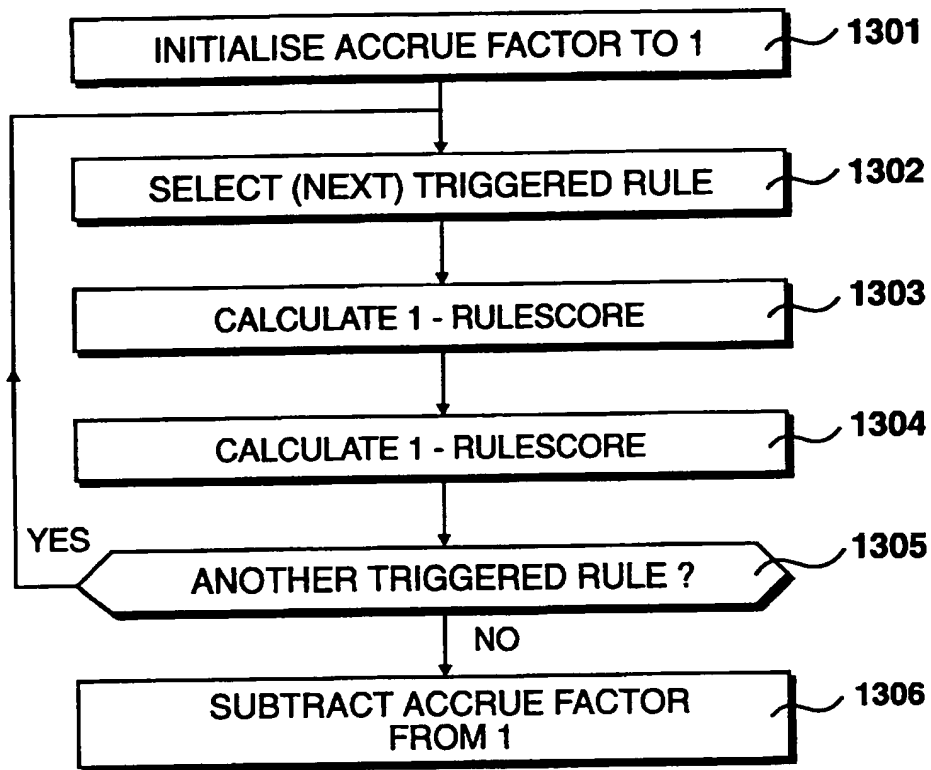 INITIALISE ACCRUE FACTOR TO 1
1301
SELECT (NEXT) TRIGGERED RULE
1302
CALCULATE 1 - RULESCORE
1303
CALCULATE 1 - RULESCORE
1304
YES
ANOTHER TRIGGERED RULE ?
1305
NO
SUBTRACT ACCRUE FACTOR
FROM 1
1306